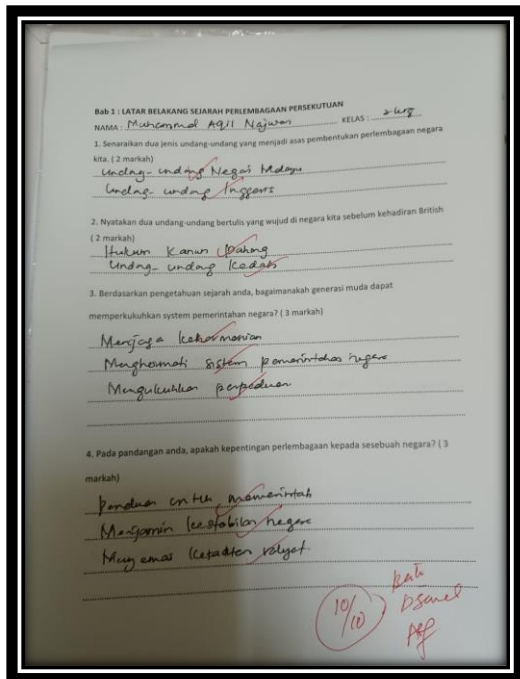 Bab 1 : LATAR BELAKANG SEJARAH PERLEMBAGAAN PERSEKUTUAN
NAMA : Muhammad Aqil Najwan KELAS :
1. Senaraikan dua jenis undang-undang yang menjadi asas pembentukan perlembagaan negara
kita. ( 2 markah)
Undang-undang Negeri Melayu
Undang-undang Inggeris
2. Nyatakan dua undang-undang bertulis yang wujud di negara kita sebelum kehadiran British
( 2 markah)
Hukum Kanun Pahang
Undang-undang Kedah
3. Berdasarkan pengetahuan sejarah anda, bagaimanakah generasi muda dapat
memperkukuhkan system pemerintahan negara? ( 3 markah)
Menjaga keharmonian
Menghormati sistem pemerintahan negara
Mengukuhkan perpaduan
4. Pada pandangan anda, apakah kepentingan perlembagaan kepada sesebuah negara? ( 3
markah)
Panduan untuk memerintah
Menjamin kestabilan negara
rakyat
10/10